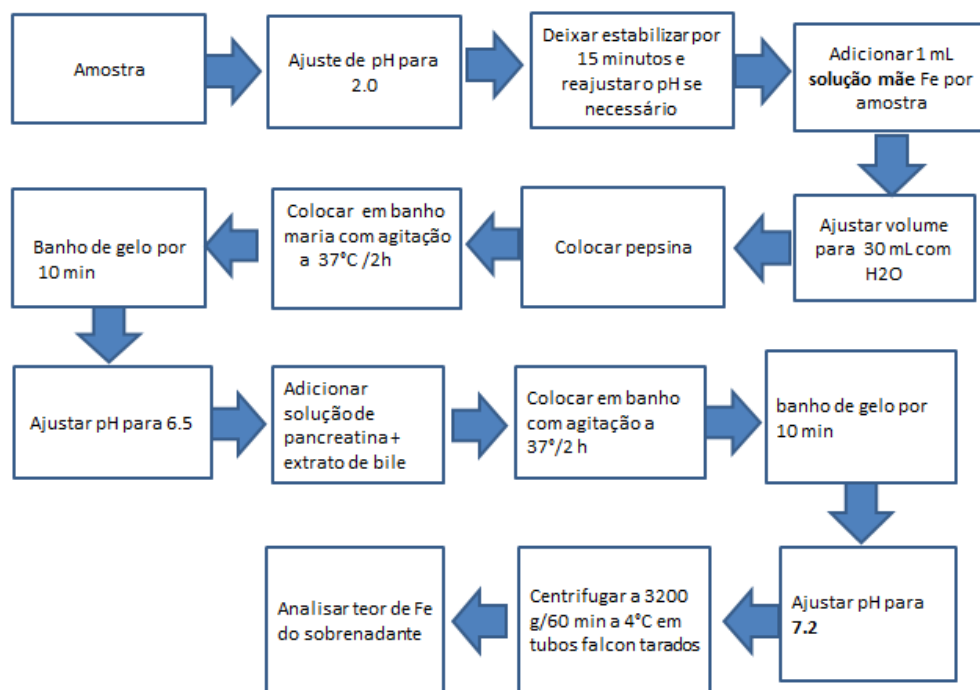 Amostra
Ajuste de pH para
2.0
Deixar estabilizar por
15 minutos e
reajustar o pH se
necessário
Adicionar 1 mL
solução mãe Fe por
amostra
Ajustar volume
para 30 mL com
H2O
Colocar pepsina
Colocar em banho
maria com agitação
a 37°C /2h
Banho de gelo por
10 min
Ajustar pH para 6.5
Adicionar
solução de
pancreatina +
extrato de bile
Colocar em banho
com agitação a
37°/2 h
banho de gelo por
10 min
Ajustar pH para
7.2
Centrifugar a 3200
g/60 min a 4°C em
tubos falcon tarados
Analisar teor de Fe
do sobrenadante